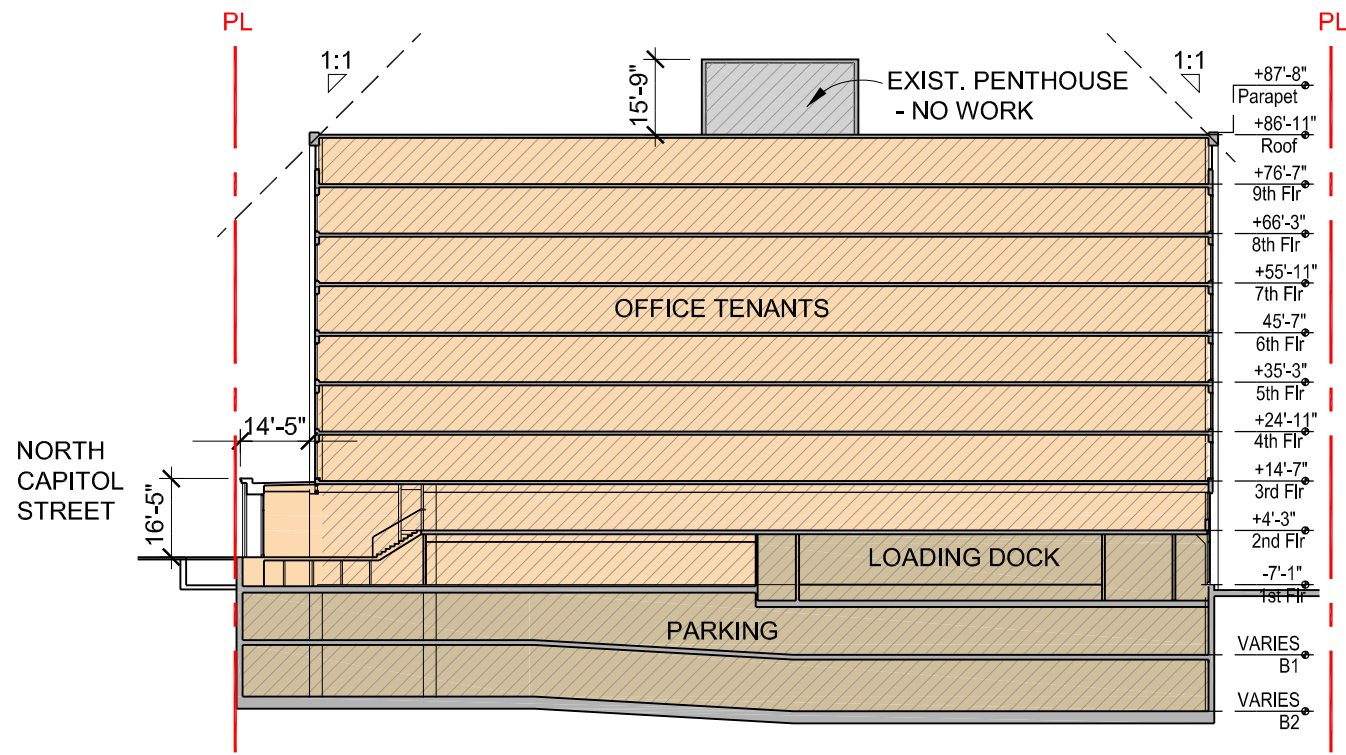 PL
PL
1:1
1:1
15'-9"
EXIST. PENTHOUSE
- NO WORK
+87'-8"
Parapet
+86'-11"
Roof
+76'-7"
9th Flr
+66'-3"
8th Flr
+55'-11"
7th Flr
OFFICE TENANTS
45'-7"
6th Flr
+35'-3"
5th Flr
+24'-11"
4th Flr
14'-5"
NORTH
CAPITOL
STREET
16'-5"
+14'-7"
3rd Flr
+4'-3"
2nd Flr
LOADING DOCK
-7'-1"
1st Flr
PARKING
VARIES
B1
VARIES
B2